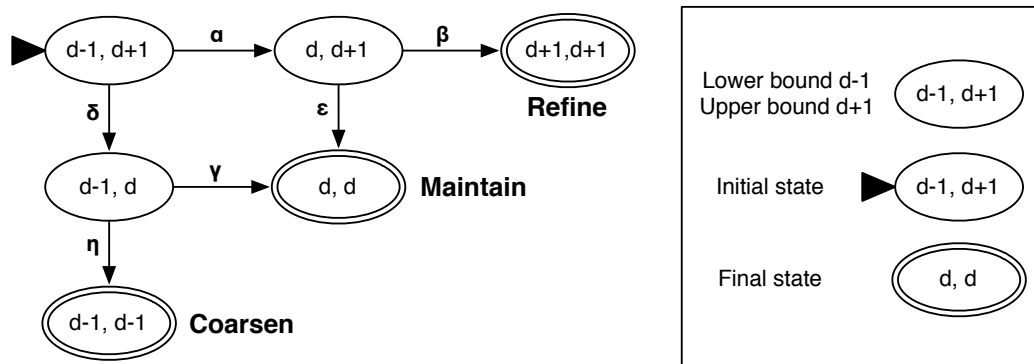 d-1, d+1
α
d, d+1
β
d+1,d+1
Refine
δ
ε
d-1, d
γ
d, d
Maintain
η
d-1, d-1
Coarsen
Lower bound d-1
Upper bound d+1
d-1, d+1
Initial state
d-1, d+1
Final state
d, d